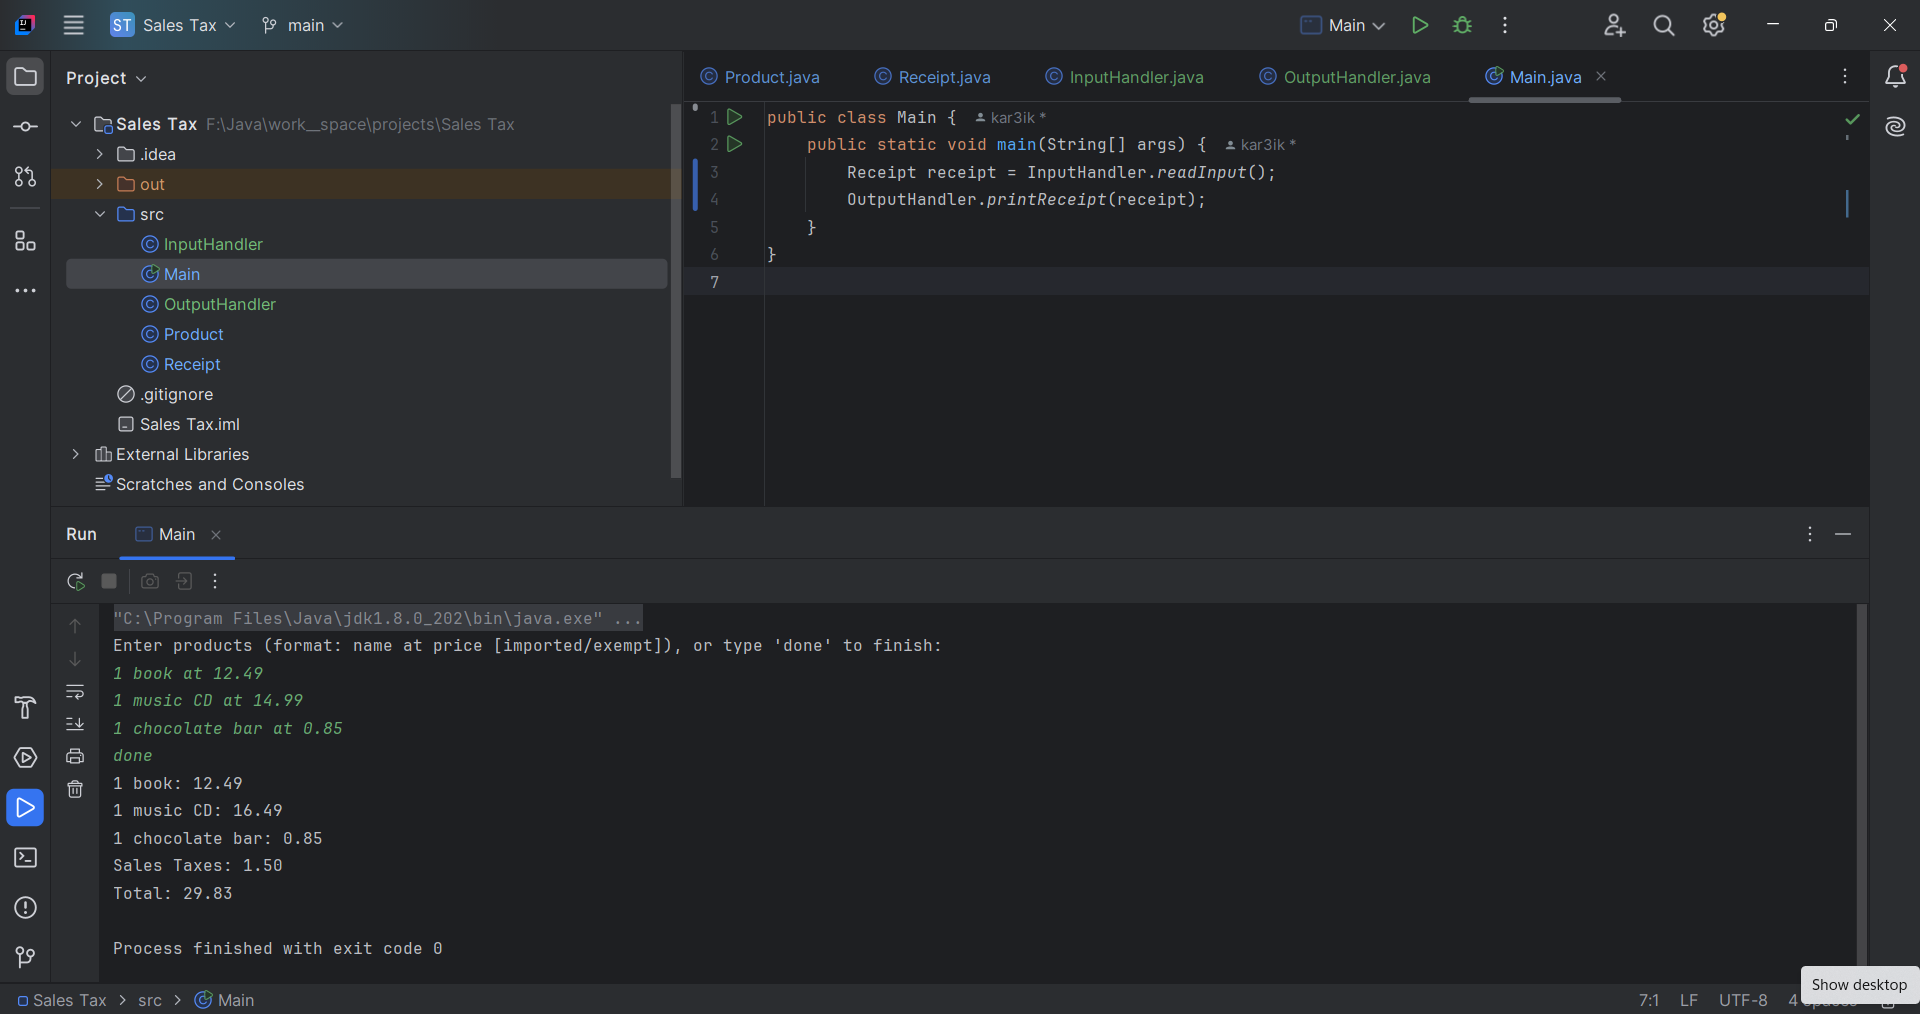 ST Sales Tax main Main
Project
Sales Tax F:\Java\work__space\projects\Sales Tax
.idea
out
src
InputHandler
Main
OutputHandler
Product
Receipt
.gitignore
Sales Tax.iml
External Libraries
Scratches and Consoles
Product.java Receipt.java InputHandler.java OutputHandler.java Main.java
1 public class Main { kar3ik *
2 public static void main(String[] args) { kar3ik *
3 Receipt receipt = InputHandler.readInput();
4 OutputHandler.printReceipt(receipt);
5 }
6 }
7
Run Main
"C:\Program Files\Java\jdk1.8.0_202\bin\java.exe" ...
Enter products (format: name at price [imported/exempt]), or type 'done' to finish:
1 book at 12.49
1 music CD at 14.99
1 chocolate bar at 0.85
done
1 book: 12.49
1 music CD: 16.49
1 chocolate bar: 0.85
Sales Taxes: 1.50
Total: 29.83
Process finished with exit code 0
Show desktop
Sales Tax > src > Main 7:1 LF UTF-8 4